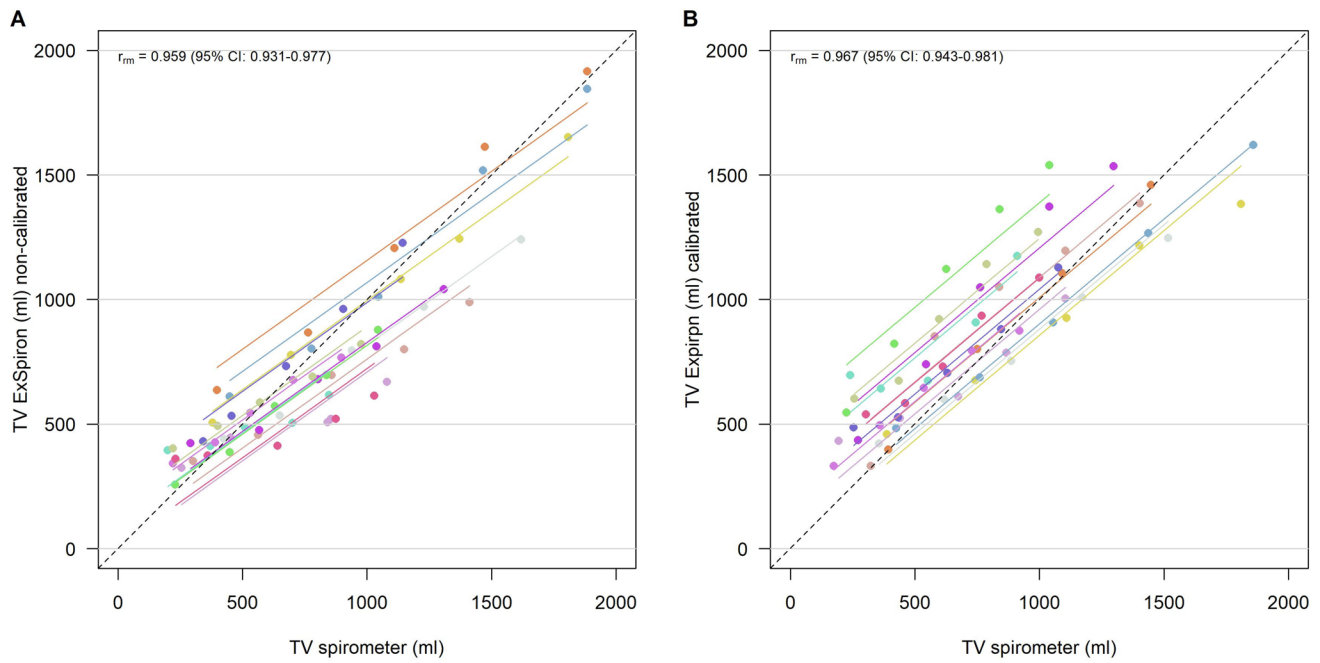 A
r_rm = 0.959 (95% CI: 0.931-0.977)
2000
1500
1000
500
0
TV ExSpiron (ml) non-calibrated
0 500 1000 1500 2000
TV spirometer (ml)
B
r_rm = 0.967 (95% CI: 0.943-0.981)
2000
1500
1000
500
0
TV Expirpn (ml) calibrated
0 500 1000 1500 2000
TV spirometer (ml)